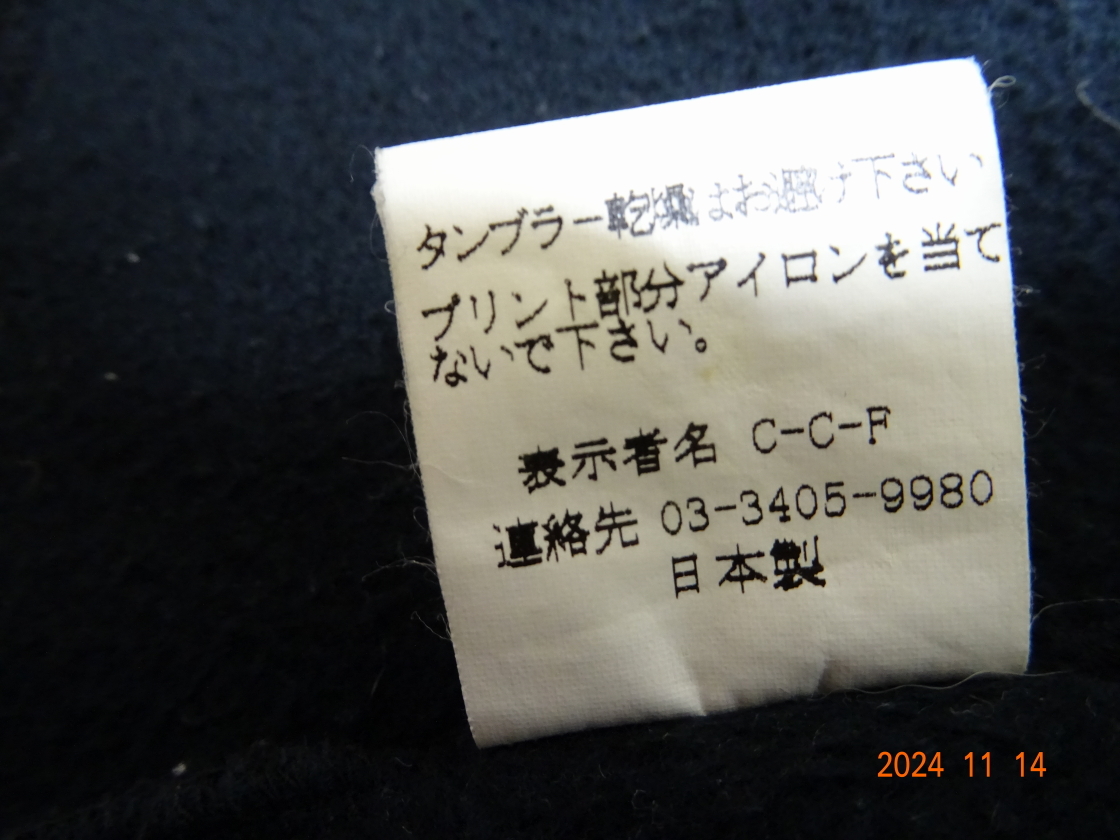 タンブラー乾燥はお避け下さい
プリント部分アイロンを当て
ないで下さい。
表示者名 C-C-F
連絡先 03-3405-9980
日本製
2024 11 14